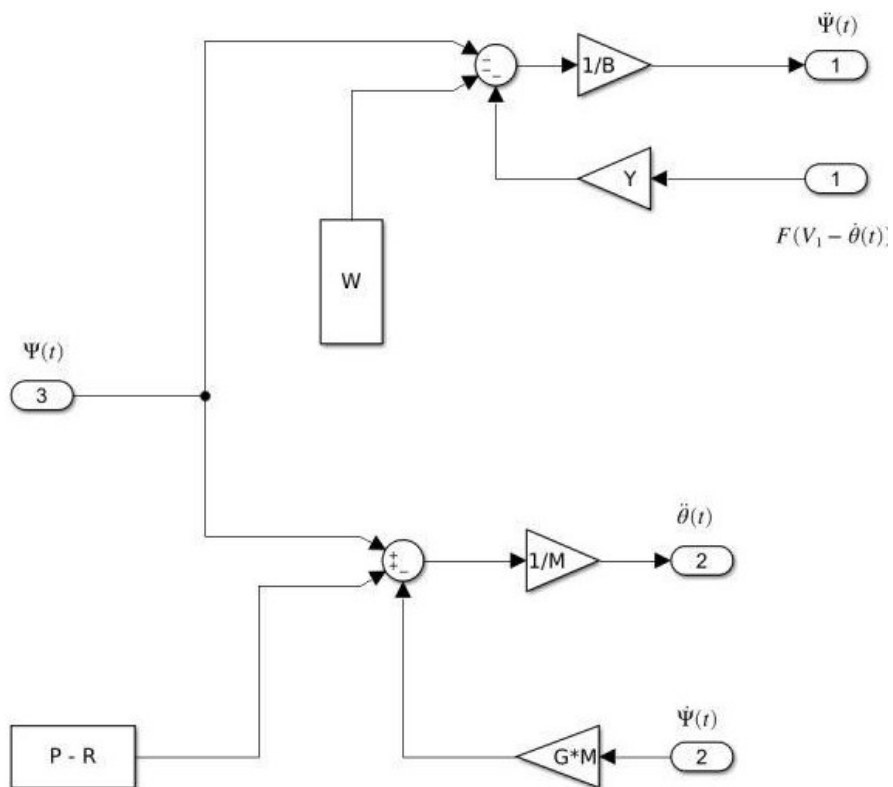 Ψ̈(t)
− − −
1/B
1
Y
1
F(V₁ − θ̇(t))
W
Ψ(t)
3
θ̈(t)
+ + −
1/M
2
Ψ̇(t)
P - R
G*M
2